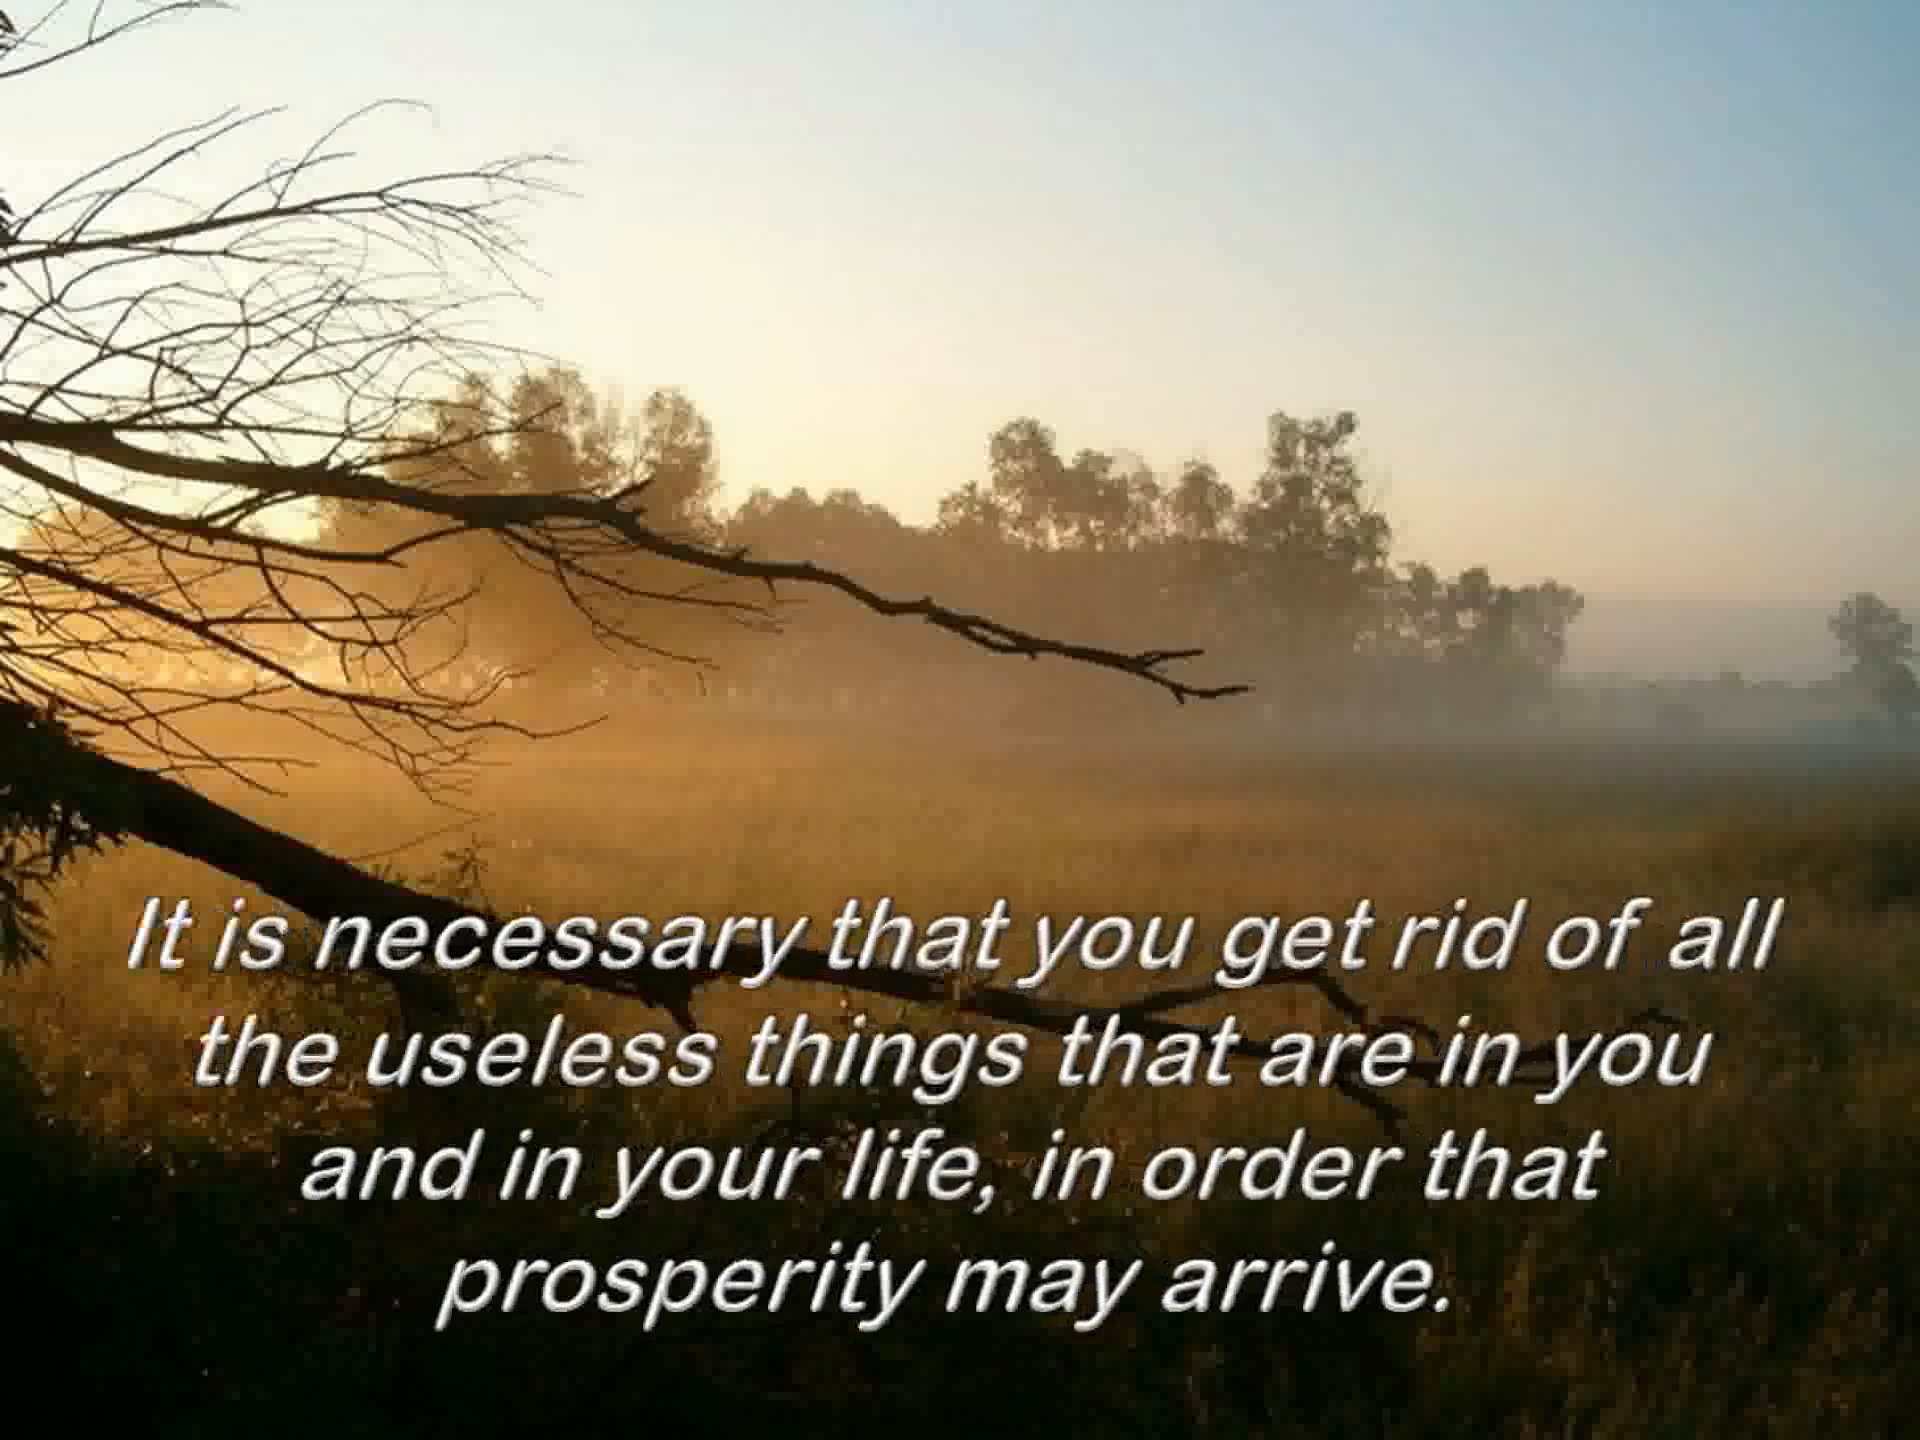 It is necessary that you get rid of all
the useless things that are in you
and in your life, in order that
prosperity may arrive.